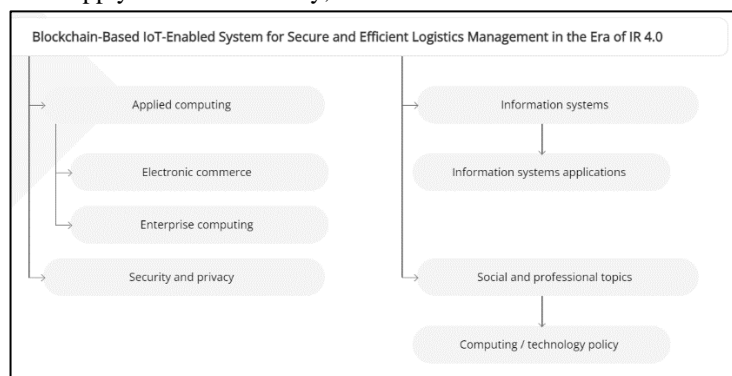 Blockchain-Based IoT-Enabled System for Secure and Efficient Logistics Management in the Era of IR 4.0
Applied computing
Electronic commerce
Enterprise computing
Security and privacy
Information systems
Information systems applications
Social and professional topics
Computing / technology policy